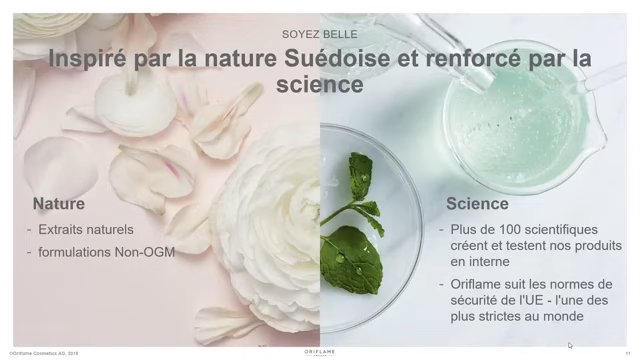 SOYEZ BELLE
Inspiré par la nature Suédoise et renforcé par la
science
Nature
- Extraits naturels
- formulations Non-OGM
Science
- Plus de 100 scientifiques
créent et testent nos produits
en interne
- Oriflame suit les normes de
sécurité de l'UE - l'une des
plus strictes au monde
©Oriflame Cosmetics AG, 2018
ORIFLAME